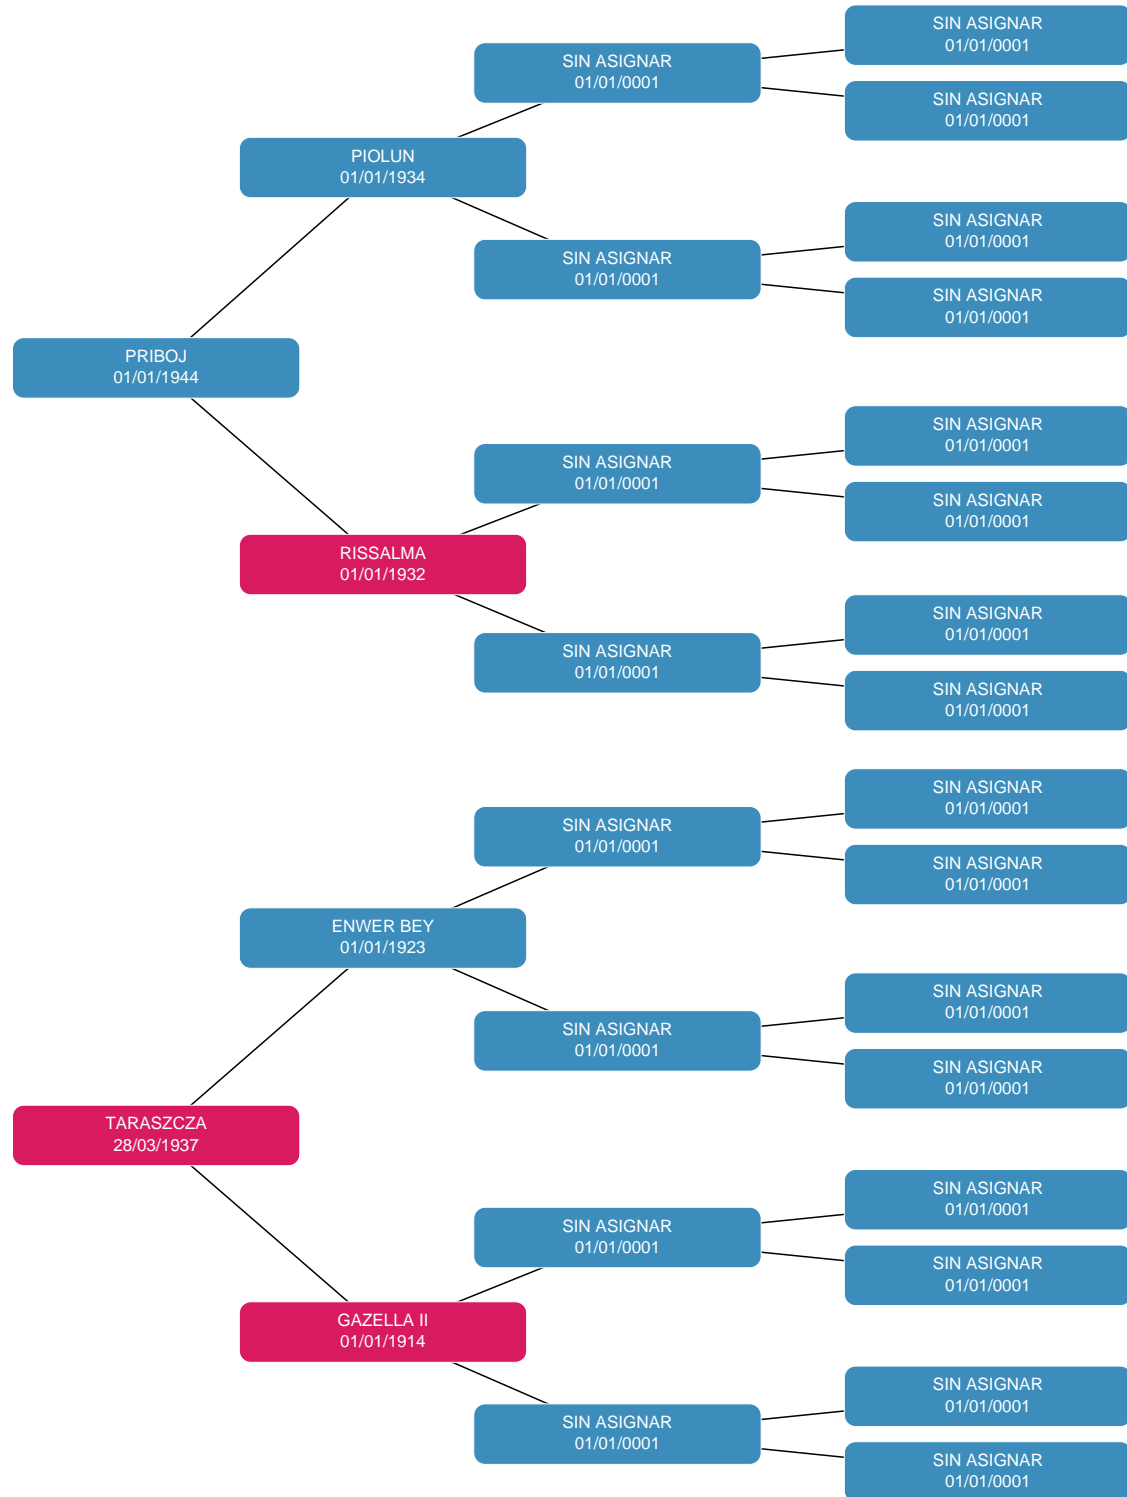 SIN ASIGNAR
01/01/0001
SIN ASIGNAR
01/01/0001
SIN ASIGNAR
01/01/0001
PIOLUN
01/01/1934
SIN ASIGNAR
01/01/0001
SIN ASIGNAR
01/01/0001
SIN ASIGNAR
01/01/0001
PRIBOJ
01/01/1944
SIN ASIGNAR
01/01/0001
SIN ASIGNAR
01/01/0001
SIN ASIGNAR
01/01/0001
RISSALMA
01/01/1932
SIN ASIGNAR
01/01/0001
SIN ASIGNAR
01/01/0001
SIN ASIGNAR
01/01/0001
SIN ASIGNAR
01/01/0001
SIN ASIGNAR
01/01/0001
SIN ASIGNAR
01/01/0001
ENWER BEY
01/01/1923
SIN ASIGNAR
01/01/0001
SIN ASIGNAR
01/01/0001
SIN ASIGNAR
01/01/0001
TARASZCZA
28/03/1937
SIN ASIGNAR
01/01/0001
SIN ASIGNAR
01/01/0001
SIN ASIGNAR
01/01/0001
GAZELLA II
01/01/1914
SIN ASIGNAR
01/01/0001
SIN ASIGNAR
01/01/0001
SIN ASIGNAR
01/01/0001